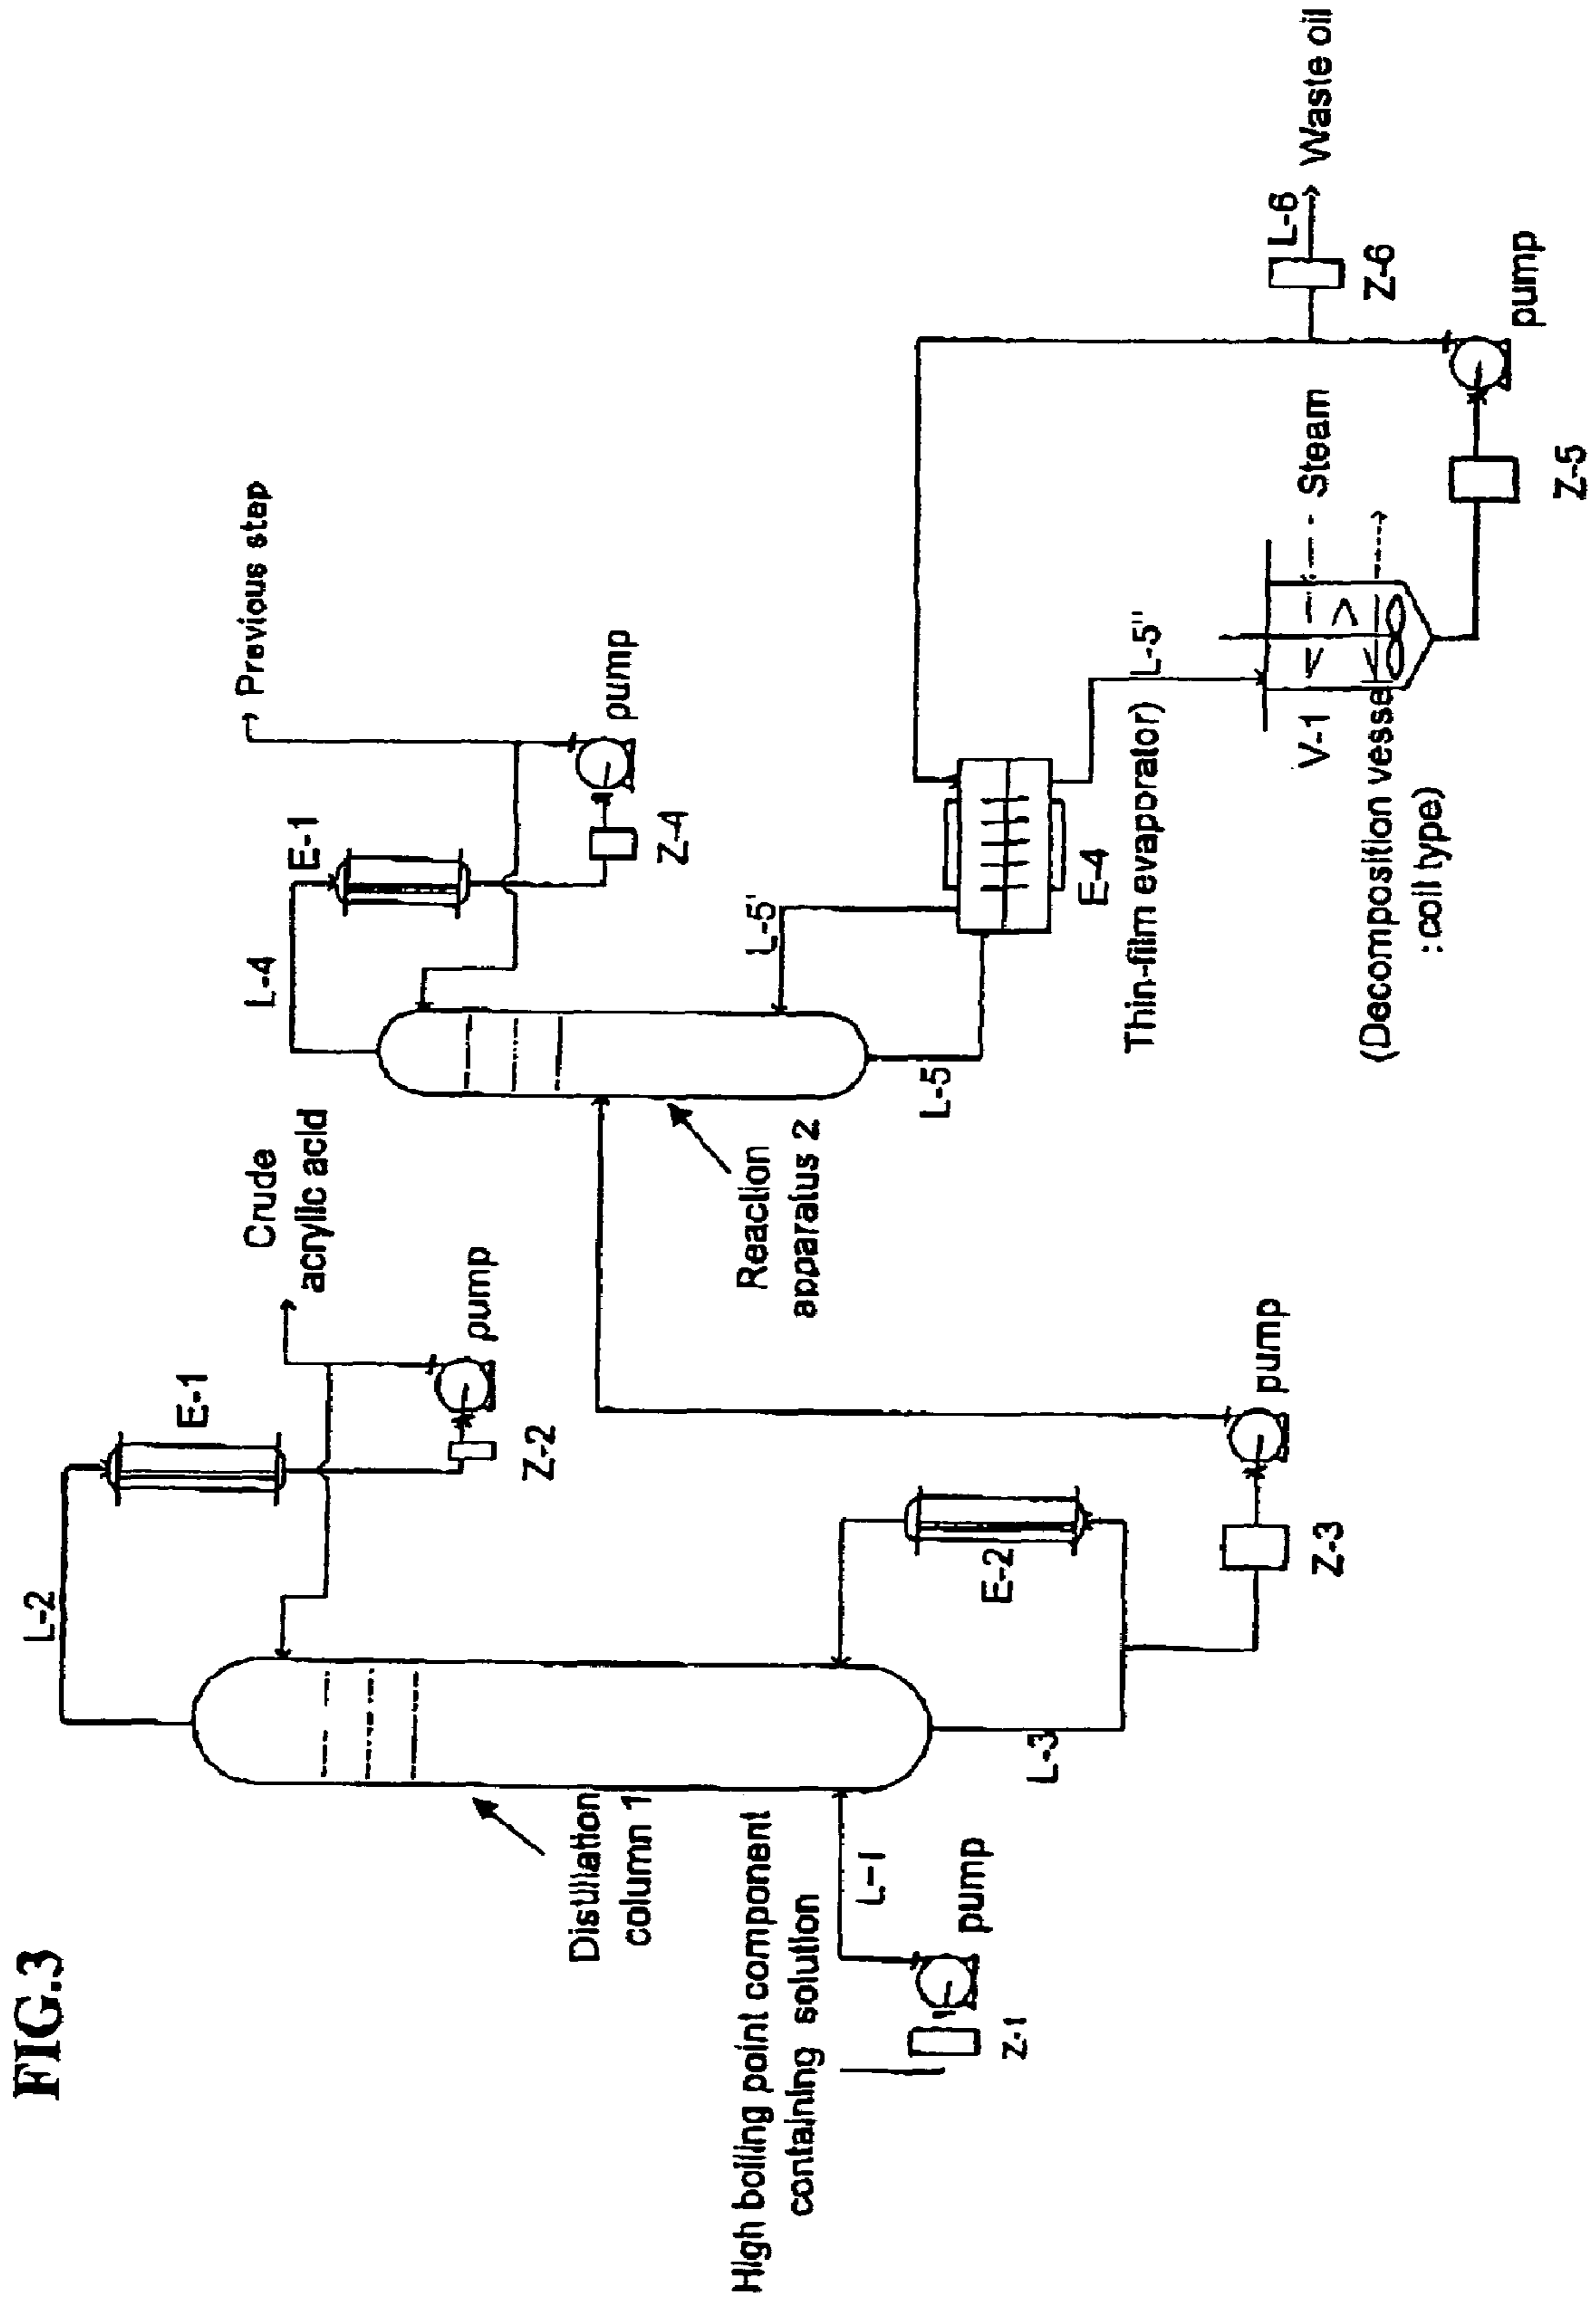 FIG.3
L-2
E-1
Crude
acrylic acid
pump
Z-2
Distillation
column 1
High boiling point component
containing solution
L-1
pump
Z-1
L-3
E-2
pump
Z-3
L-4
E-1
Previous step
pump
Z-4
Reaction
apparatus 2
L-5
L-5'
E-4
Thin-film evaporator)
L-5"
V-1
Steam
(Decomposition vesse
:coil type)
Z-5
pump
Z-6
L-6
Waste oil